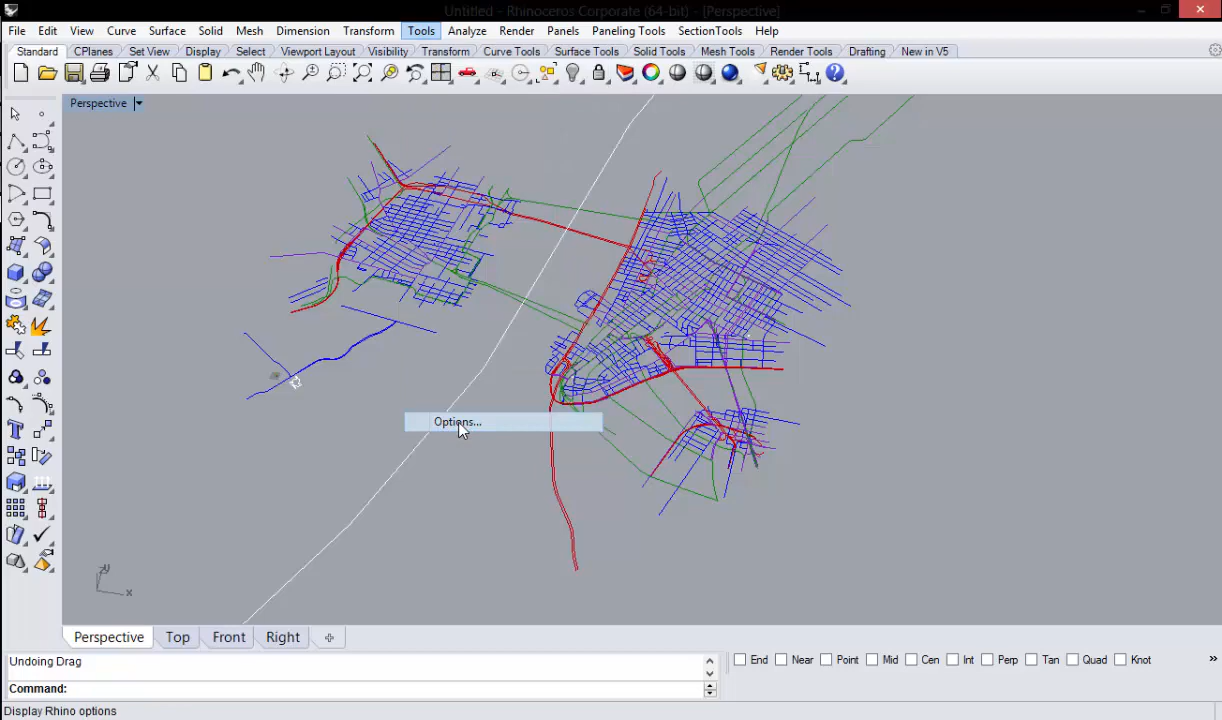 Untitled - Rhinoceros Corporate (64-bit) - [Perspective]
File Edit View Curve Surface Solid Mesh Dimension Transform Tools Analyze Render Panels Paneling Tools SectionTools Help
Standard CPlanes Set View Display Select Viewport Layout Visibility Transform Curve Tools Surface Tools Solid Tools Mesh Tools Render Tools Drafting New in V5
Perspective
Options...
y
x
Perspective Top Front Right
Undoing Drag
End Near Point Mid Cen Int Perp Tan Quad Knot »
Command:
Display Rhino options